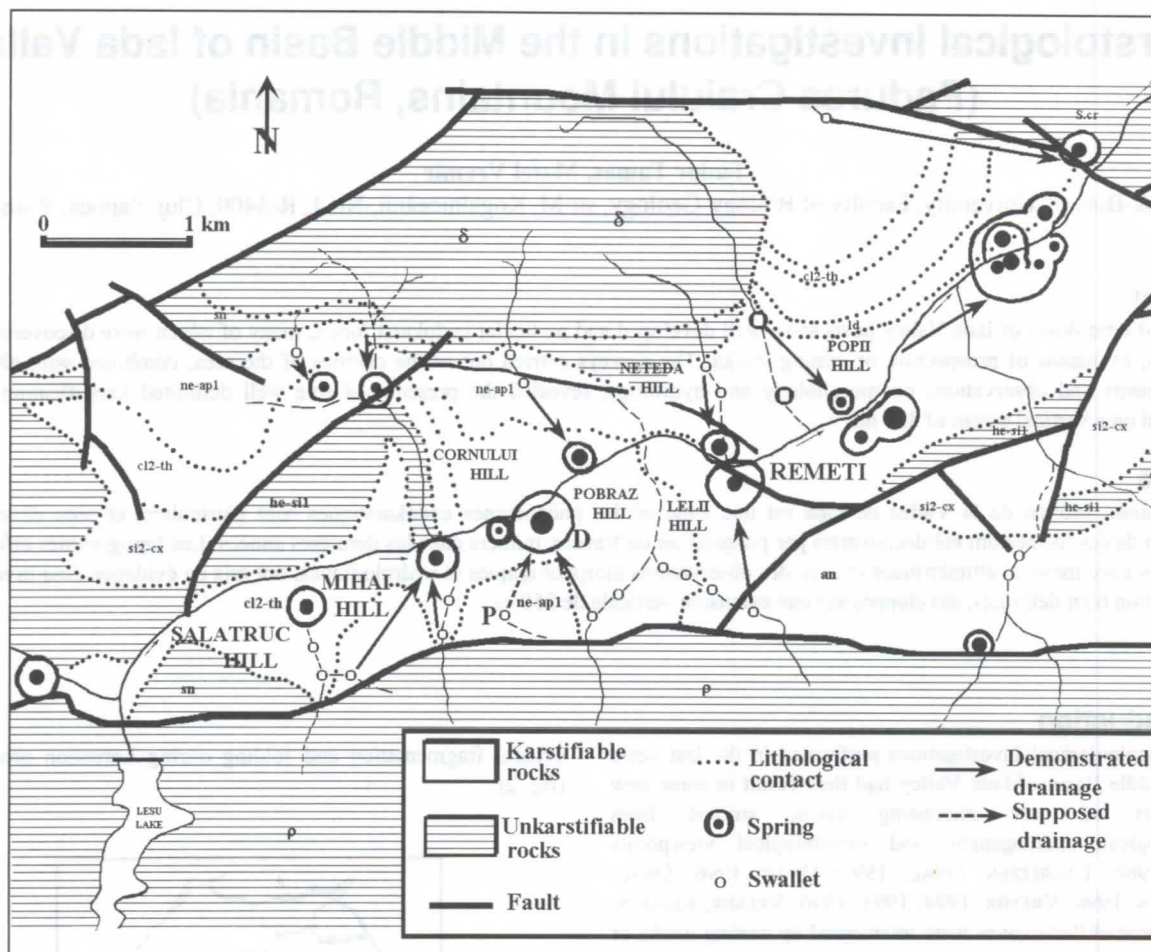 N
S.cr
0 1 km
δ
δ
cl2-th
sn
J-d
POPII
HILL
ne-ap1
ne-ap1
NETEDA
HILL
he-si1
si2-cx
CORNULUI
HILL
REMETI
cl2-th
POBRAZ
HILL
LELII
HILL
he-si1
si2-cx
he-si1
si2-cx
D
MIHAI
HILL
an
cl2-th
P
ne-ap1
SALATRUC
HILL
sn
ρ
LESU
LAKE
ρ
Karstifiable
rocks
Lithological
contact
Demonstrated
drainage
Unkarstifiable
rocks
Spring
Supposed
drainage
Swallet
Fault